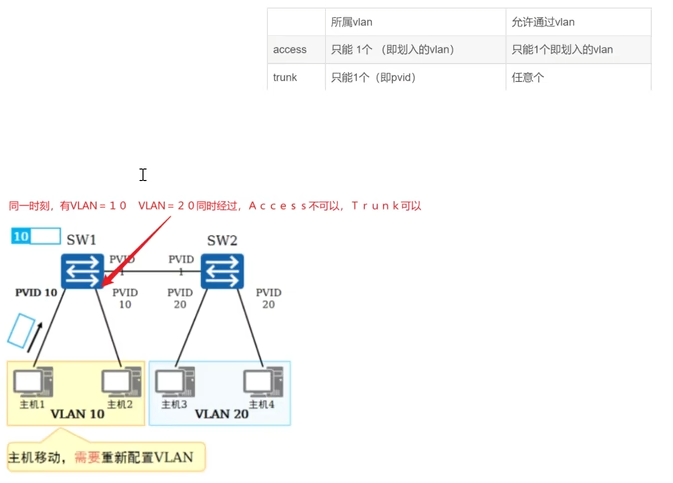 所属vlan 允许通过vlan
access 只能 1个 （即划入的vlan） 只能1个即划入的vlan
trunk 只能1个（即pvid） 任意个
同一时刻，有VLAN＝１０ VLAN＝２０同时经过，Ａｃｃｅｓｓ不可以，Ｔｒｕｎｋ可以
10 SW1 SW2
PVID 1 PVID 1
PVID 10 PVID 10 PVID 20 PVID 20
主机1 主机2 主机3 主机4
VLAN 10 VLAN 20
主机移动，需要重新配置VLAN